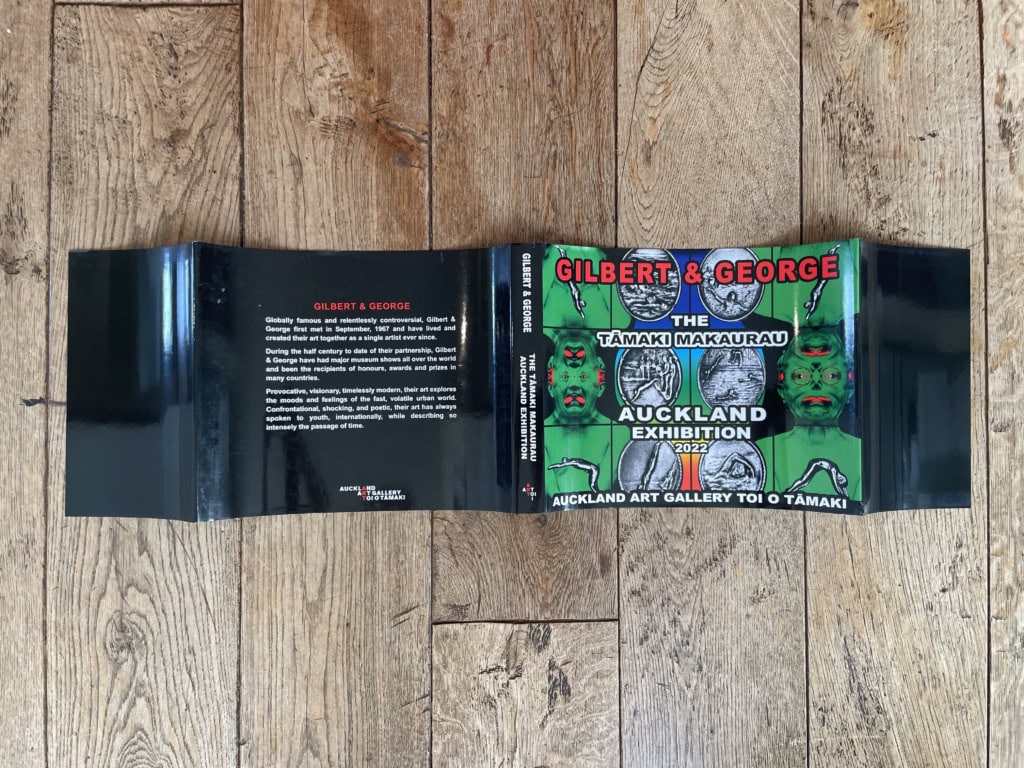 GILBERT & GEORGE
Globally famous and relentlessly controversial, Gilbert &
George first met in September, 1967 and have lived and
created their art together as a single artist ever since.
During the half century to date of their partnership, Gilbert
& George have had major museum shows all over the world
and been the recipients of honours, awards and prizes in
many countries.
Provocative, visionary, timelessly modern, their art explores
the moods and feelings of the fast, volatile urban world.
Confrontational, shocking, and poetic, their art has always
spoken to youth, internationally, while describing so
intensely the passage of time.
AUCKLAND
ART GALLERY
TOI O TĀMAKI
GILBERT & GEORGE
THE TĀMAKI MAKAURAU
AUCKLAND EXHIBITION
A
ART
TOI
GILBERT & GEORGE
THE
TĀMAKI MAKAURAU
AUCKLAND
EXHIBITION
2022
AUCKLAND ART GALLERY TOI O TĀMAKI